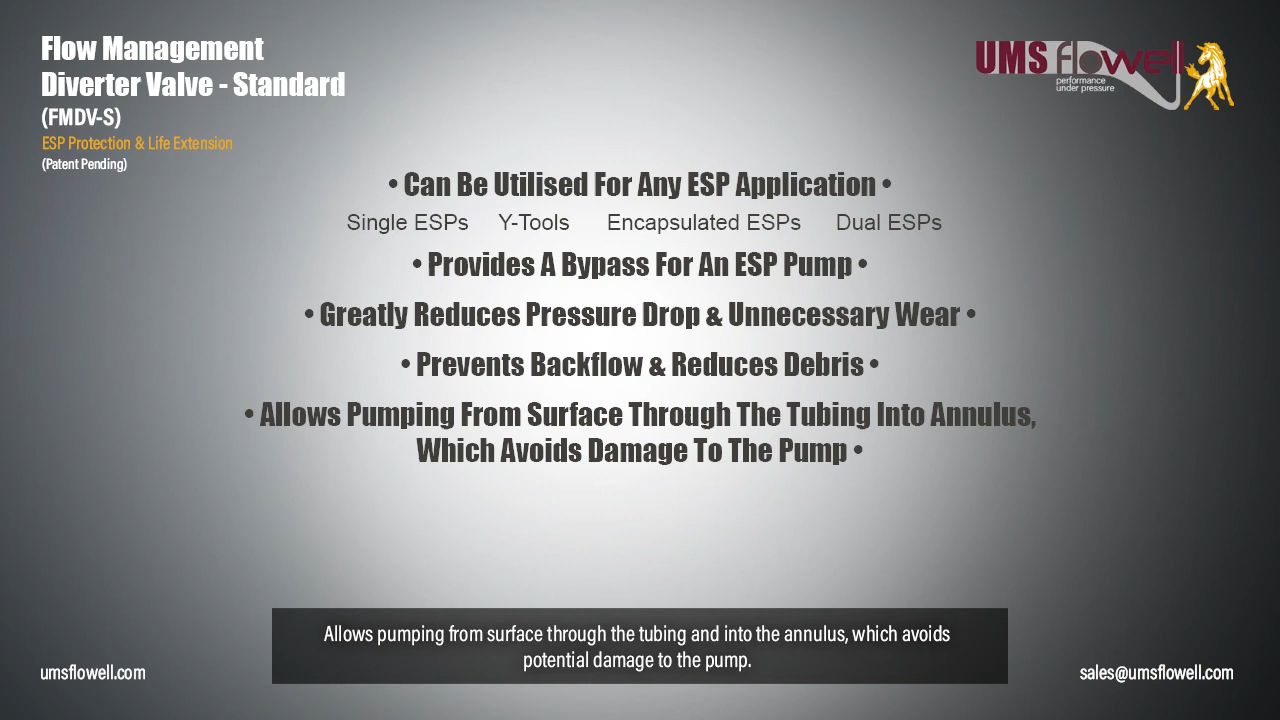 Flow Management
Diverter Valve - Standard
(FMDV-S)
ESP Protection & Life Extension
(Patent Pending)
UMS flowell
performance
under pressure
• Can Be Utilised For Any ESP Application •
Single ESPs Y-Tools Encapsulated ESPs Dual ESPs
• Provides A Bypass For An ESP Pump •
• Greatly Reduces Pressure Drop & Unnecessary Wear •
• Prevents Backflow & Reduces Debris •
• Allows Pumping From Surface Through The Tubing Into Annulus,
Which Avoids Damage To The Pump •
Allows pumping from surface through the tubing and into the annulus, which avoids
potential damage to the pump.
umsflowell.com
sales@umsflowell.com